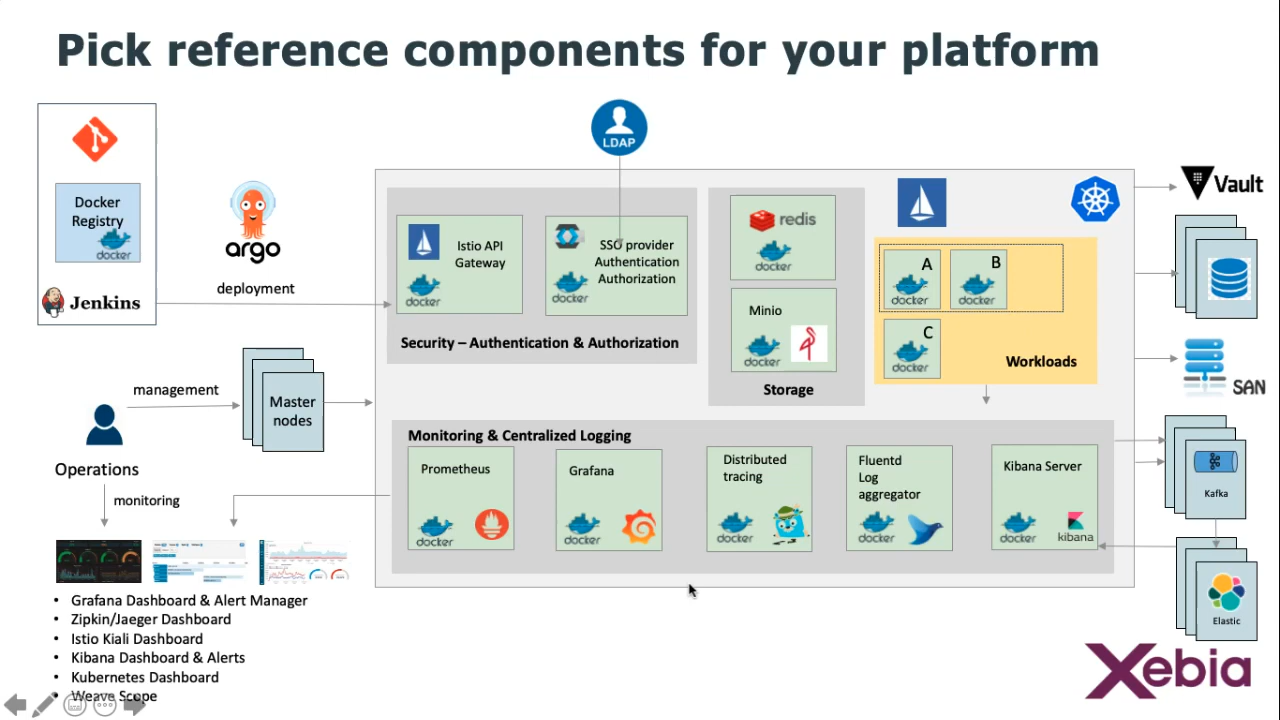 Pick reference components for your platform
LDAP
Docker
Registry
docker
Jenkins
argo
deployment
Istio API
Gateway
docker
SSO provider
Authentication
Authorization
docker
Security – Authentication & Authorization
redis
docker
Minio
docker
Storage
A
docker
B
docker
C
docker
Workloads
Vault
SAN
management
Master
nodes
Operations
monitoring
Monitoring & Centralized Logging
Prometheus
docker
Grafana
docker
Distributed
tracing
docker
Fluentd
Log
aggregator
docker
Kibana Server
docker
kibana
Kafka
Elastic
• Grafana Dashboard & Alert Manager
• Zipkin/Jaeger Dashboard
• Istio Kiali Dashboard
• Kibana Dashboard & Alerts
• Kubernetes Dashboard
• Weave Scope
Xebia